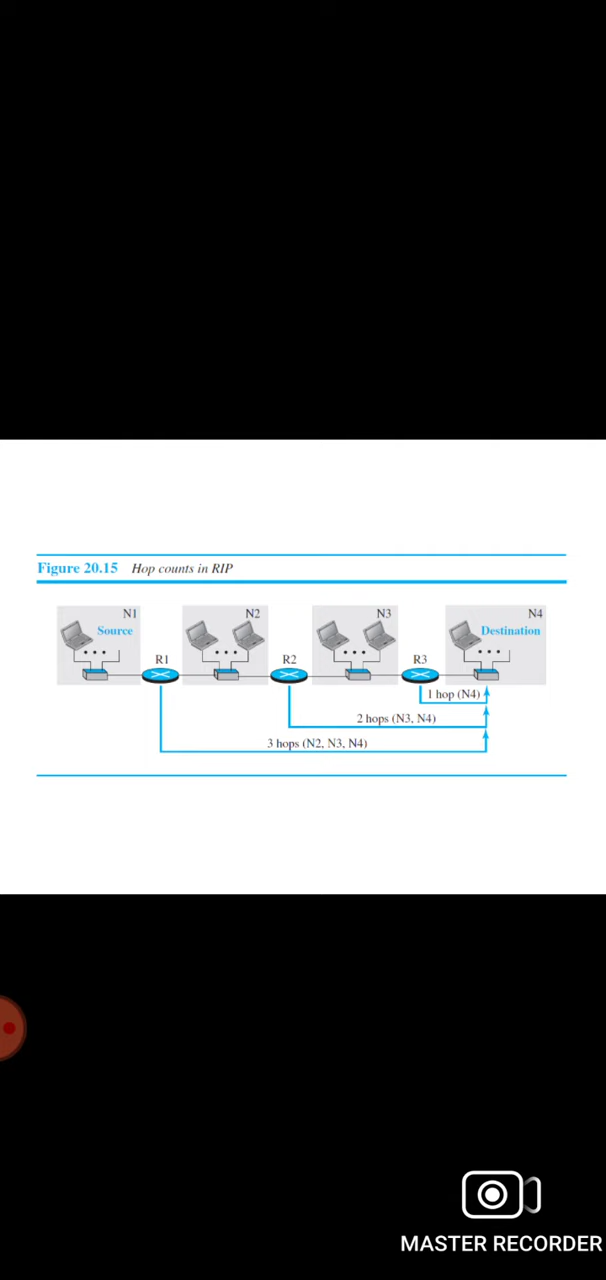 Figure 20.15 Hop counts in RIP
N1 N2 N3 N4
Source Destination
R1 R2 R3
1 hop (N4)
2 hops (N3, N4)
3 hops (N2, N3, N4)
MASTER RECORDER